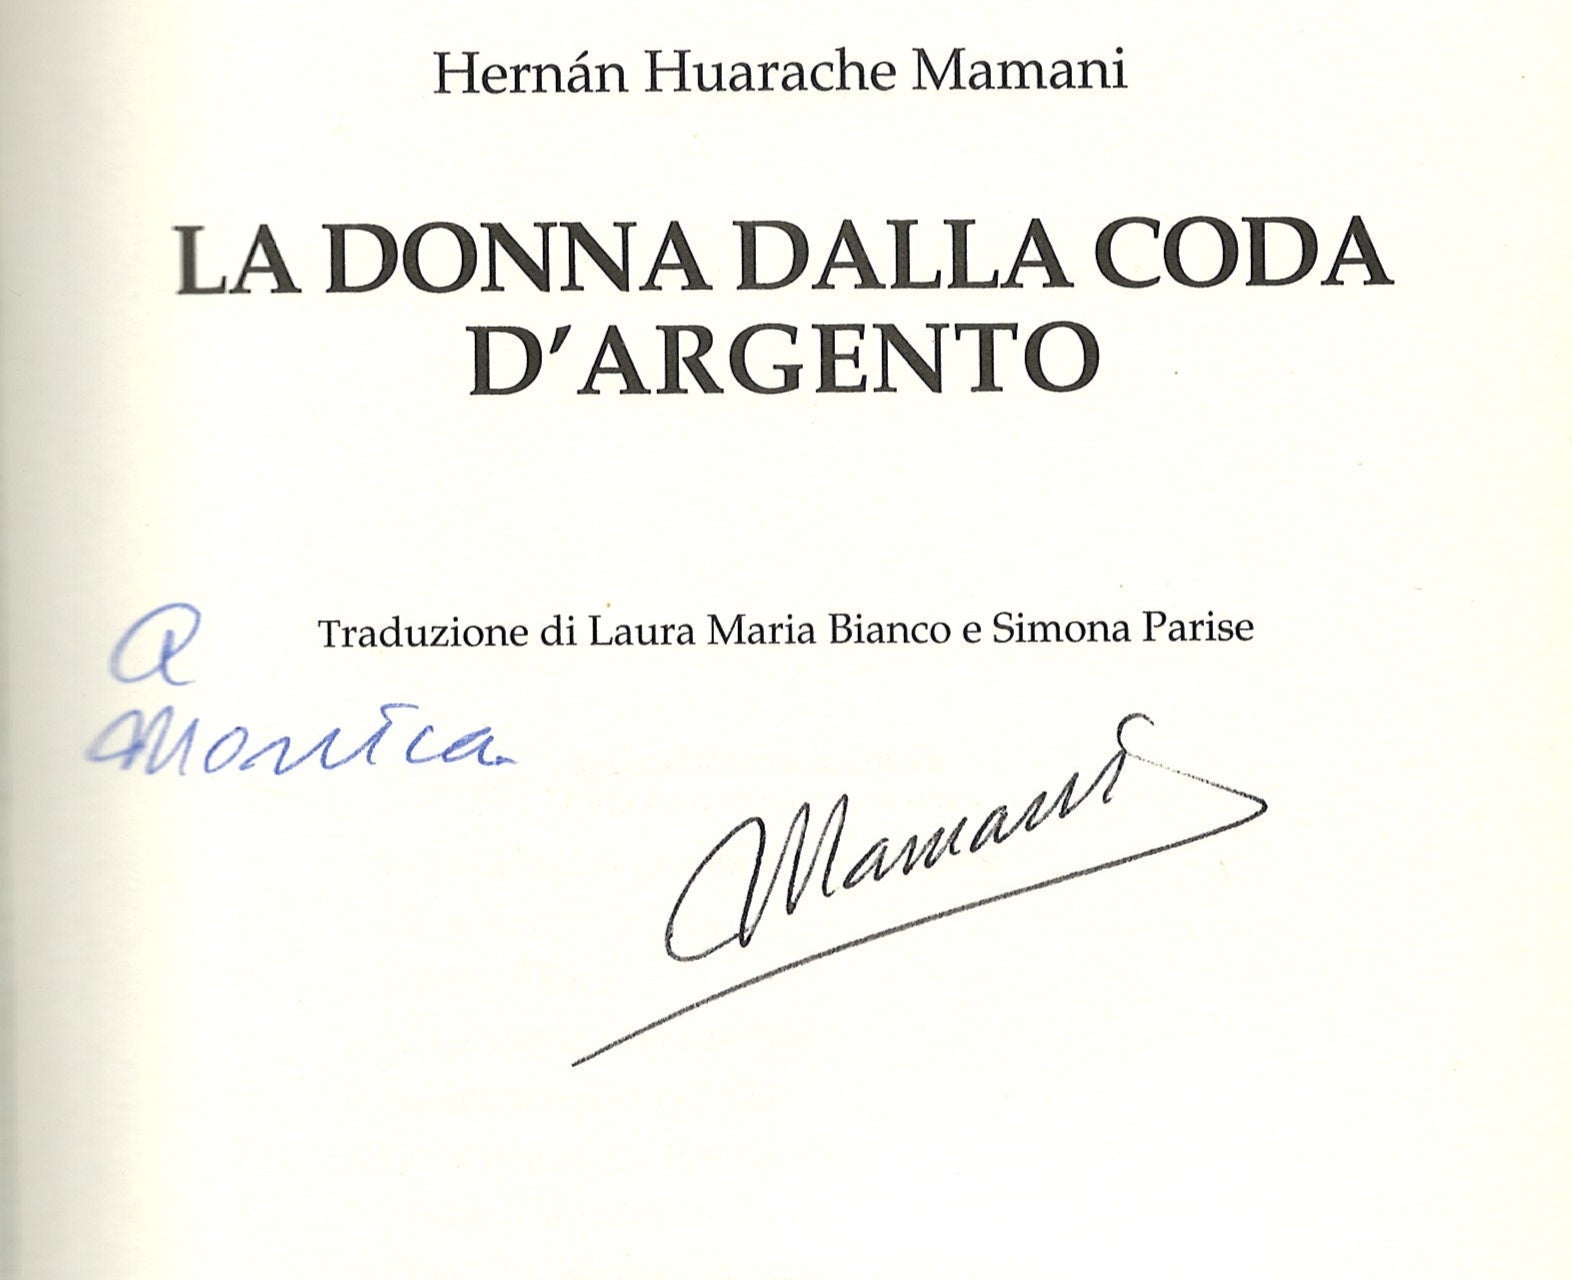 Hernán Huarache Mamani
LA DONNA DALLA CODA
D'ARGENTO
Traduzione di Laura Maria Bianco e Simona Parise
A
Monica
Mamani